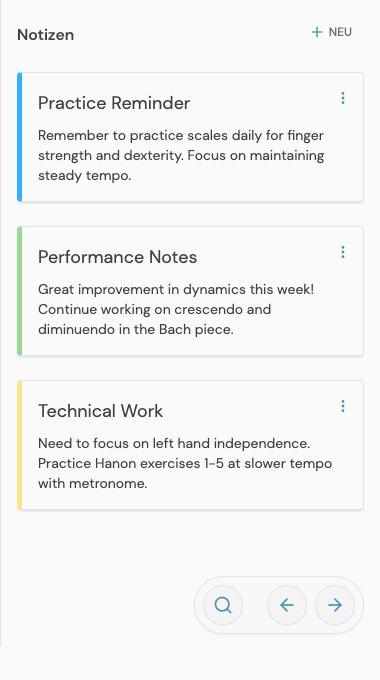 Notizen
NEU
Practice Reminder
Remember to practice scales daily for finger
strength and dexterity. Focus on maintaining
steady tempo.
Performance Notes
Great improvement in dynamics this week!
Continue working on crescendo and
diminuendo in the Bach piece.
Technical Work
Need to focus on left hand independence.
Practice Hanon exercises 1-5 at slower tempo
with metronome.